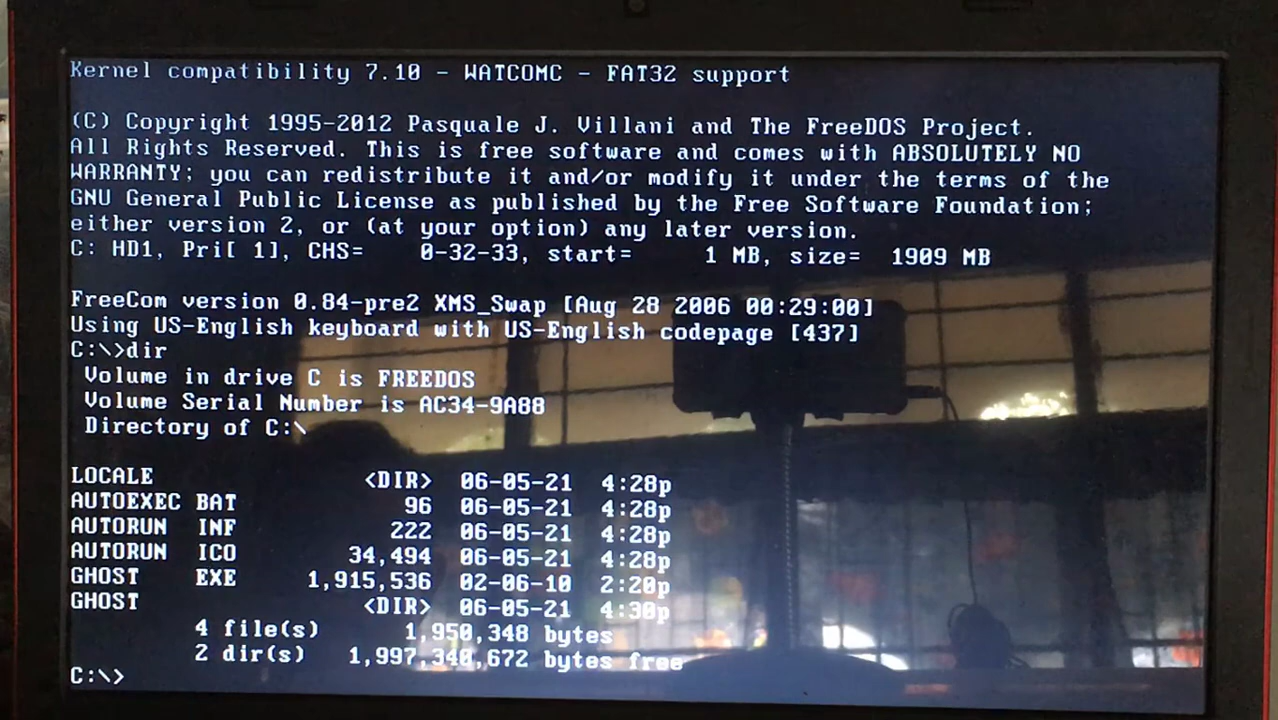 Kernel compatibility 7.10 - WATCOMC - FAT32 support
(C) Copyright 1995-2012 Pasquale J. Villani and The FreeDOS Project.
All Rights Reserved. This is free software and comes with ABSOLUTELY NO
WARRANTY; you can redistribute it and/or modify it under the terms of the
GNU General Public License as published by the Free Software Foundation;
either version 2, or (at your option) any later version.
C: HD1, Pri[ 1], CHS=    0-32-33, start=     1 MB, size=  1909 MB
FreeCom version 0.84-pre2 XMS_Swap [Aug 28 2006 00:29:00]
Using US-English keyboard with US-English codepage [437]
C:\>dir
Volume in drive C is FREEDOS
Volume Serial Number is AC34-9A88
Directory of C:\
LOCALE               <DIR>  06-05-21  4:28p
AUTOEXEC BAT            96  06-05-21  4:28p
AUTORUN  INF           222  06-05-21  4:28p
AUTORUN  ICO        34,494  06-05-21  4:28p
GHOST    EXE     1,915,536  02-06-10  2:20p
GHOST                <DIR>  06-05-21  4:30p
4 file(s)      1,950,348 bytes
2 dir(s)   1,997,340,672 bytes free
C:\>